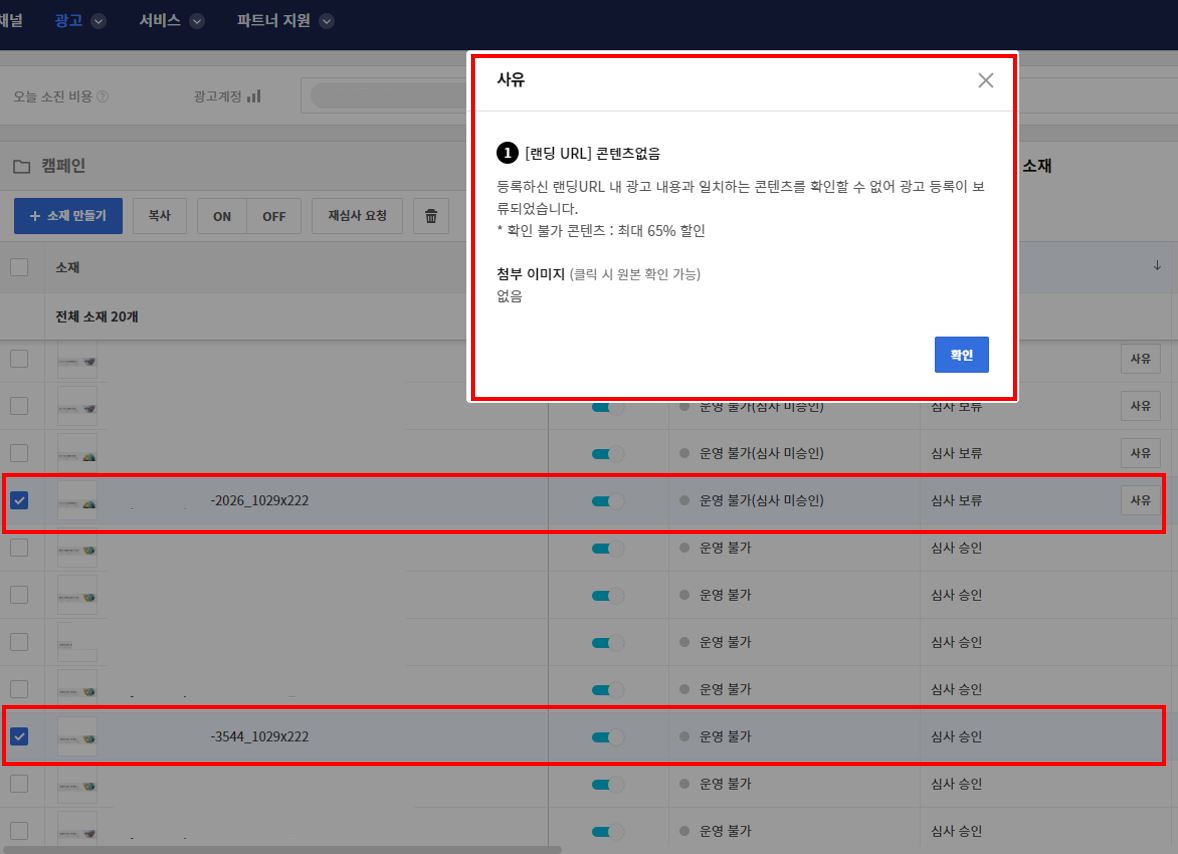 채널 광고 서비스 파트너 지원
오늘 소진 비용 광고계정
캠페인
소재
+ 소재 만들기 복사 ON OFF 재심사 요청
사유
1 [랜딩 URL] 콘텐츠없음
등록하신 랜딩URL 내 광고 내용과 일치하는 콘텐츠를 확인할 수 없어 광고 등록이 보
류되었습니다.
* 확인 불가 콘텐츠 : 최대 65% 할인
첨부 이미지 (클릭 시 원본 확인 가능)
없음
확인
소재
전체 소재 20개
사유
운영 불가(심사 미승인) 심사 보류 사유
운영 불가(심사 미승인) 심사 보류 사유
-2026_1029x222 운영 불가(심사 미승인) 심사 보류 사유
운영 불가 심사 승인
운영 불가 심사 승인
운영 불가 심사 승인
운영 불가 심사 승인
-3544_1029x222 운영 불가 심사 승인
운영 불가 심사 승인
운영 불가 심사 승인